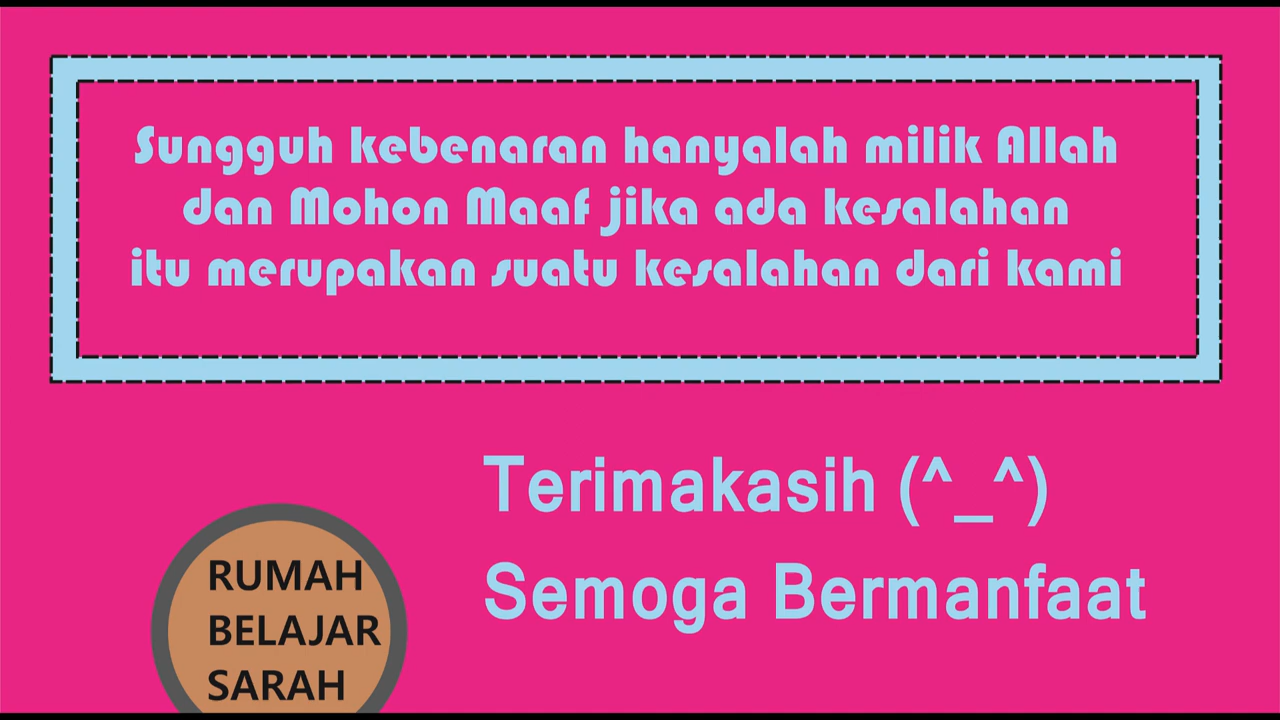 Sungguh kebenaran hanyalah milik Allah
dan Mohon Maaf jika ada kesalahan
itu merupakan suatu kesalahan dari kami
Terimakasih (^_^)
Semoga Bermanfaat
RUMAH
BELAJAR
SARAH